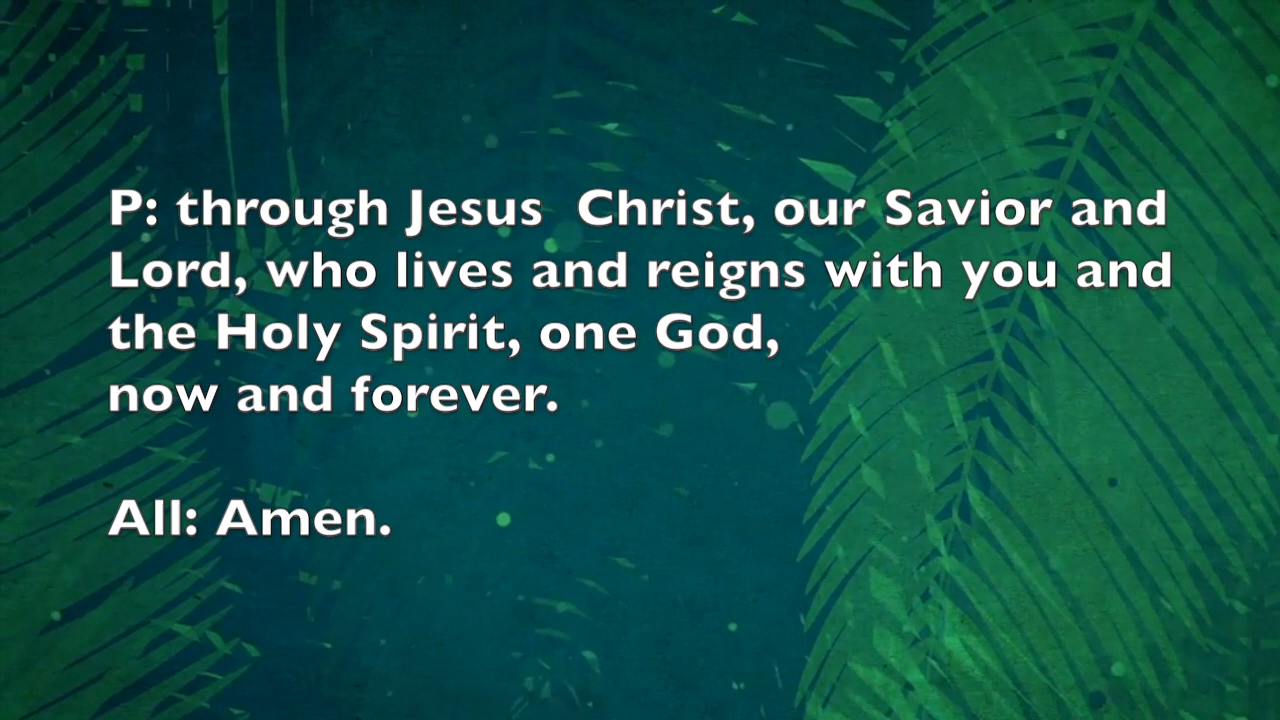 P: through Jesus  Christ, our Savior and
Lord, who lives and reigns with you and
the Holy Spirit, one God,
now and forever.
All: Amen.